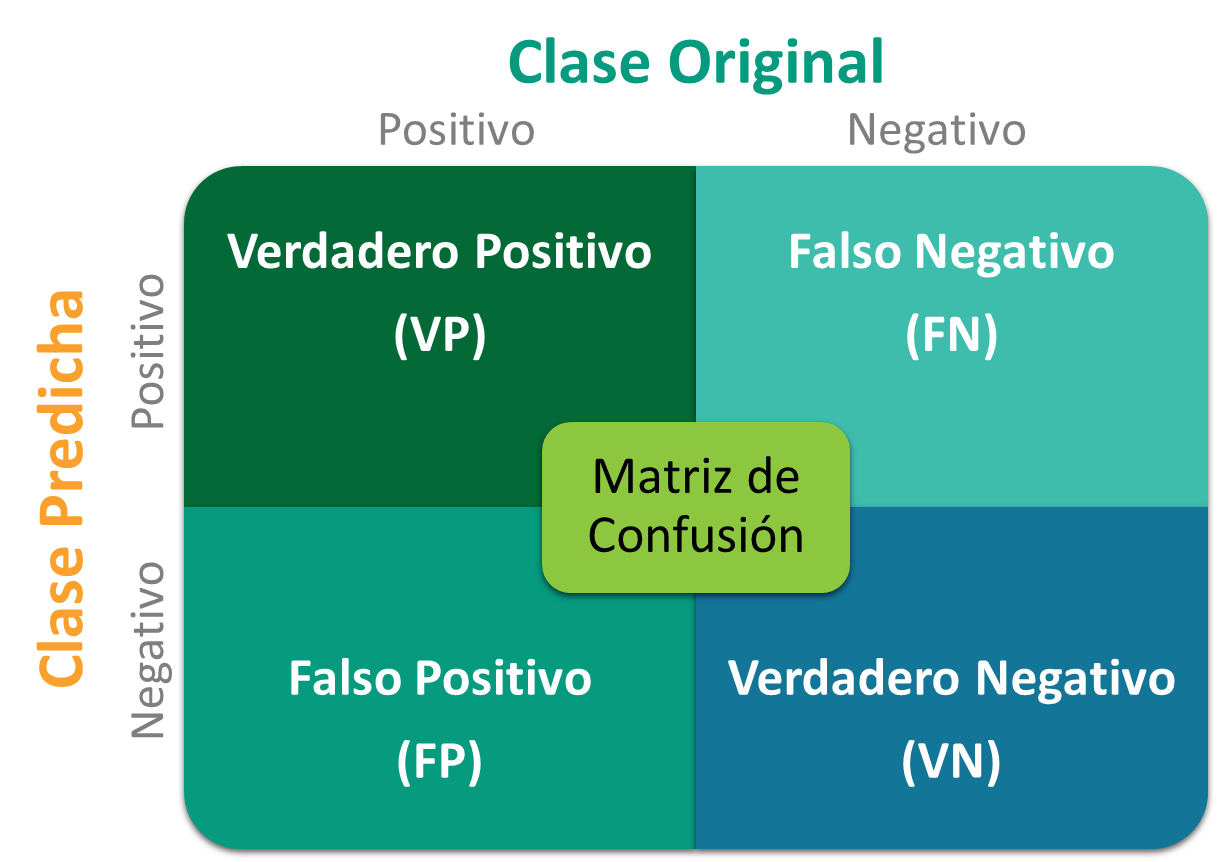 Clase Original
Positivo
Negativo
Clase Predicha
Positivo
Negativo
Verdadero Positivo
(VP)
Falso Negativo
(FN)
Matriz de
Confusión
Falso Positivo
(FP)
Verdadero Negativo
(VN)